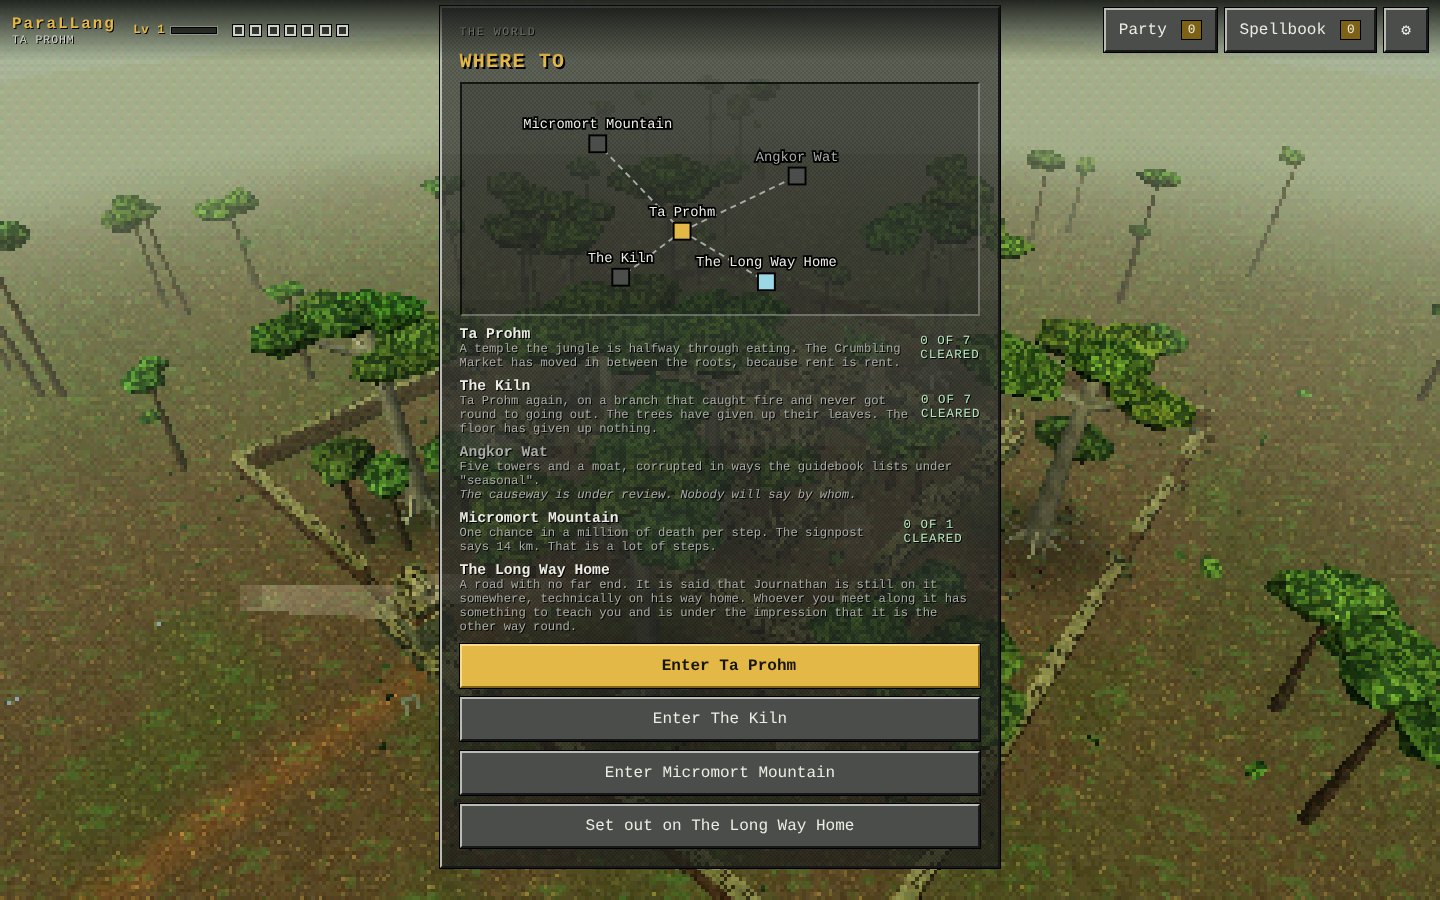 ParaLLang
Lv 1
TA PROHM
Party 0
Spellbook 0
THE WORLD
WHERE TO
Micromort Mountain
Angkor Wat
Ta Prohm
The Kiln
The Long Way Home
Ta Prohm
A temple the jungle is halfway through eating. The Crumbling
Market has moved in between the roots, because rent is rent.
0 OF 7
CLEARED
The Kiln
Ta Prohm again, on a branch that caught fire and never got
round to going out. The trees have given up their leaves. The
floor has given up nothing.
0 OF 7
CLEARED
Angkor Wat
Five towers and a moat, corrupted in ways the guidebook lists under
"seasonal".
The causeway is under review. Nobody will say by whom.
Micromort Mountain
One chance in a million of death per step. The signpost
says 14 km. That is a lot of steps.
0 OF 1
CLEARED
The Long Way Home
A road with no far end. It is said that Journathan is still on it
somewhere, technically on his way home. Whoever you meet along it has
something to teach you and is under the impression that it is the
other way round.
Enter Ta Prohm
Enter The Kiln
Enter Micromort Mountain
Set out on The Long Way Home